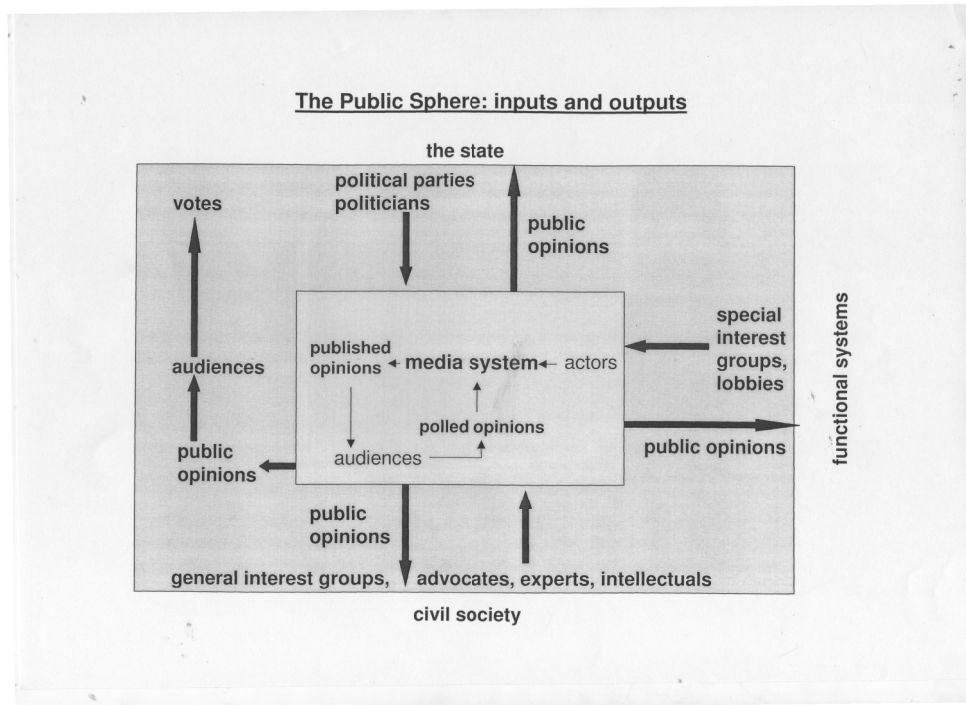 The Public Sphere: inputs and outputs
the state
political parties
politicians
votes
public
opinions
special
interest
groups,
lobbies
functional systems
published
opinions
media system
actors
audiences
polled opinions
audiences
public opinions
public
opinions
public
opinions
general interest groups,
advocates, experts, intellectuals
civil society